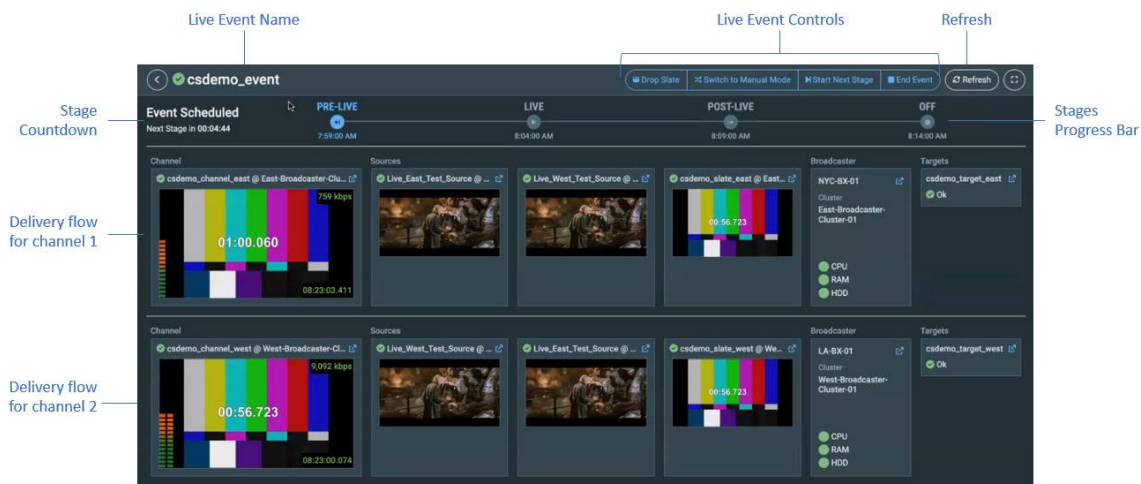 Live Event Name
Live Event Controls
Refresh
csdemo_event
Drop Slate
Switch to Manual Mode
Start Next Stage
End Event
Refresh
Stage
Countdown
Event Scheduled
Next Stage in 00:04:44
PRE-LIVE
7:59:00 AM
LIVE
8:04:00 AM
POST-LIVE
8:09:00 AM
OFF
8:14:00 AM
Stages
Progress Bar
Delivery flow
for channel 1
Channel
csdemo_channel_east @ East-Broadcaster-Clu...
759 kbps
01:00.060
08:23:03.411
Sources
Live_East_Test_Source @ ...
Live_West_Test_Source @ ...
csdemo_slate_east @ East...
00:56.723
Broadcaster
NYC-BX-01
Cluster
East-Broadcaster-
Cluster-01
CPU
RAM
HDD
Targets
csdemo_target_east
Ok
Delivery flow
for channel 2
Channel
csdemo_channel_west @ West-Broadcaster-Cl...
9,092 kbps
00:56.723
08:23:00.074
Sources
Live_West_Test_Source @ ...
Live_East_Test_Source @ ...
csdemo_slate_west @ We...
00:56.723
Broadcaster
LA-BX-01
Cluster
West-Broadcaster-
Cluster-01
CPU
RAM
HDD
Targets
csdemo_target_west
Ok